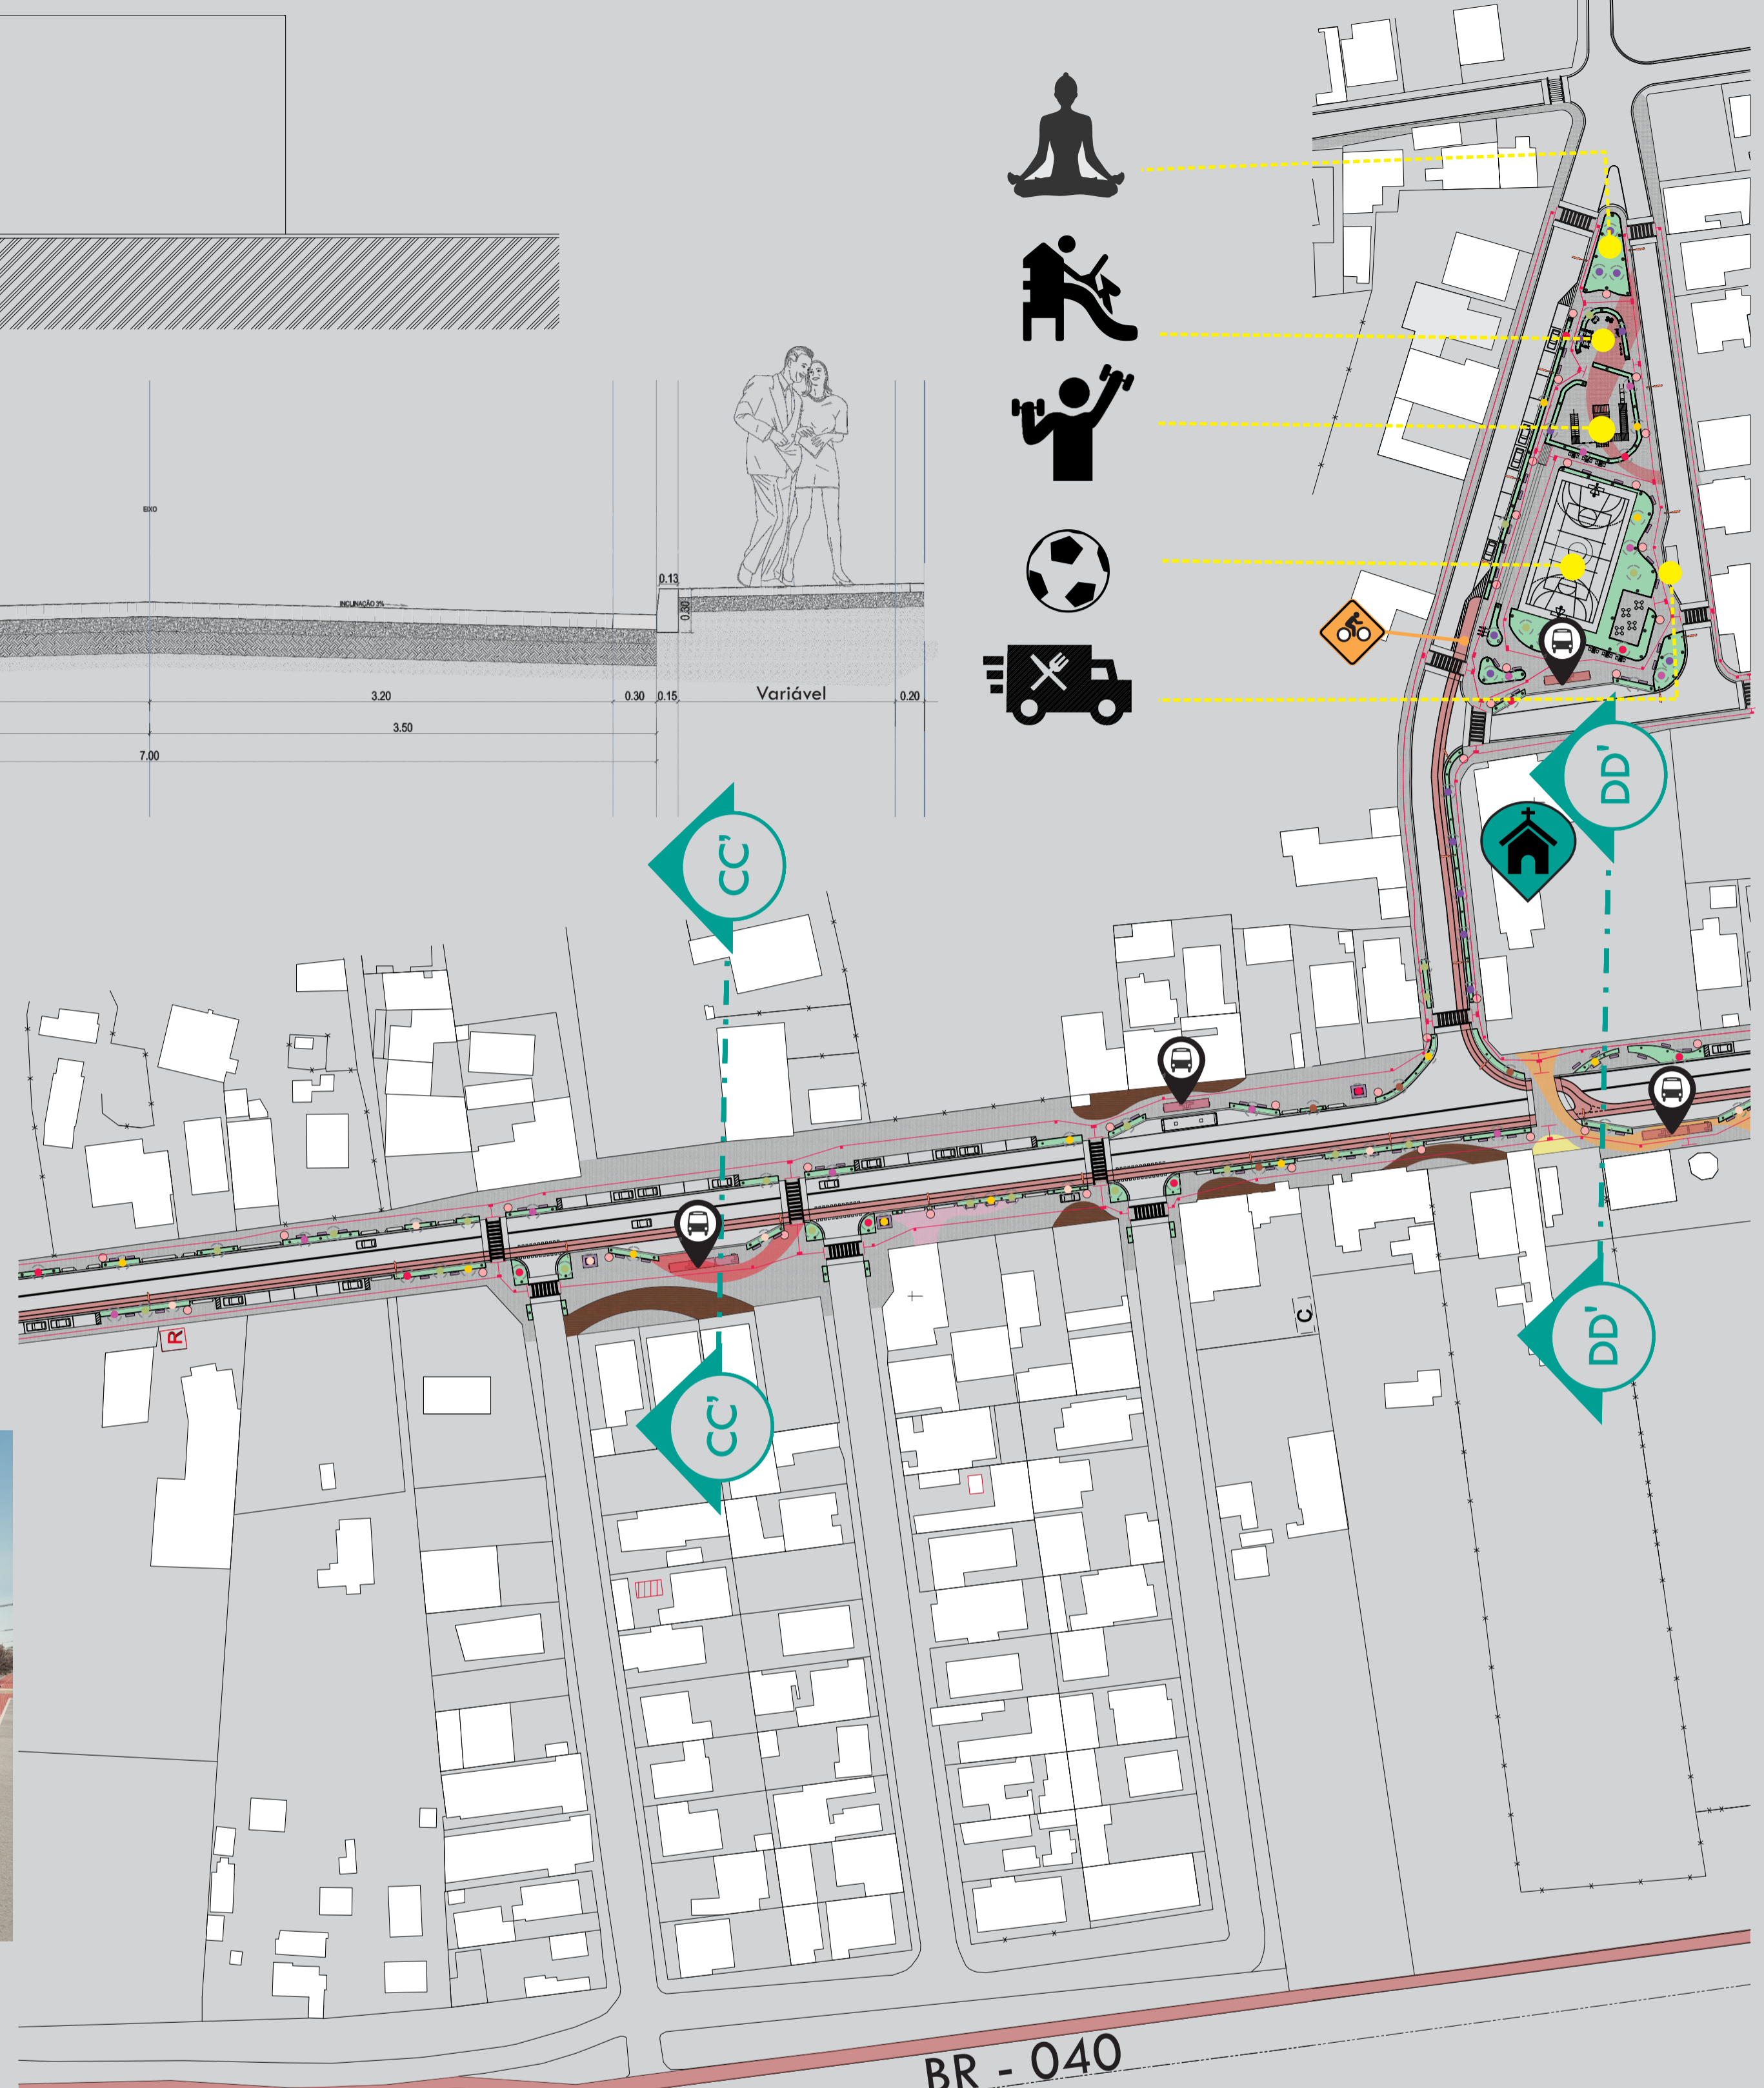 EIXO
INCLINAÇÃO 3%
0.13
0.30
3.20
0.30
0.15
Variável
0.20
3.50
7.00
CC'
DD'
CC'
DD'
R
C
BR - 040